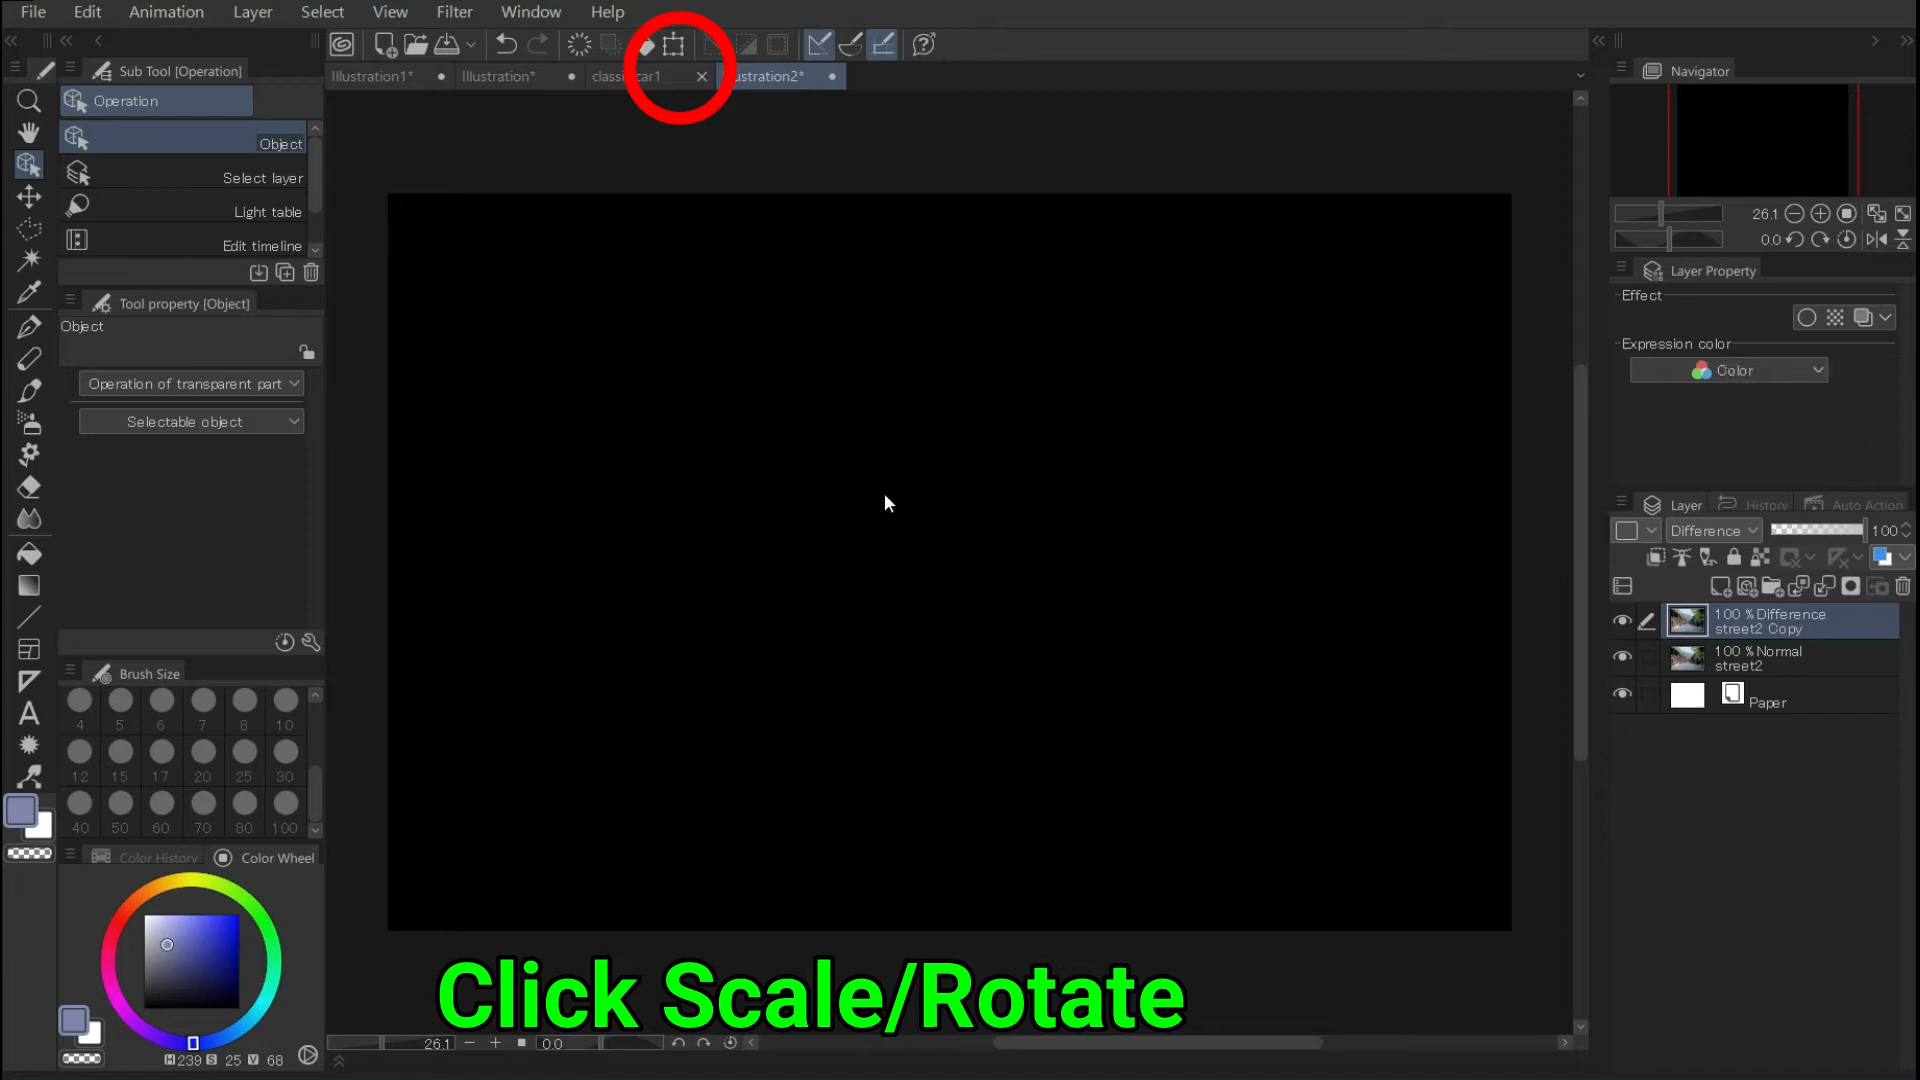 File Edit Animation Layer Select View Filter Window Help
Sub Tool [Operation]
Illustration1* Illustration* ustration2*
Operation
Object
Select layer
Light table
Edit timeline
Tool property [Object]
Object
Operation of transparent part
Selectable object
Brush Size
4 5 6 7 8 10
12 15 17 20 25 30
40 50 60 70 80 100
Color History Color Wheel
H 239 S 25 V 68
Click Scale/Rotate
26.1 0.0
Navigator
26.1
0.0
Layer Property
Effect
Expression color
Color
Layer History Auto Action
Difference 100
100 % Difference
street2 Copy
100 % Normal
street2
Paper